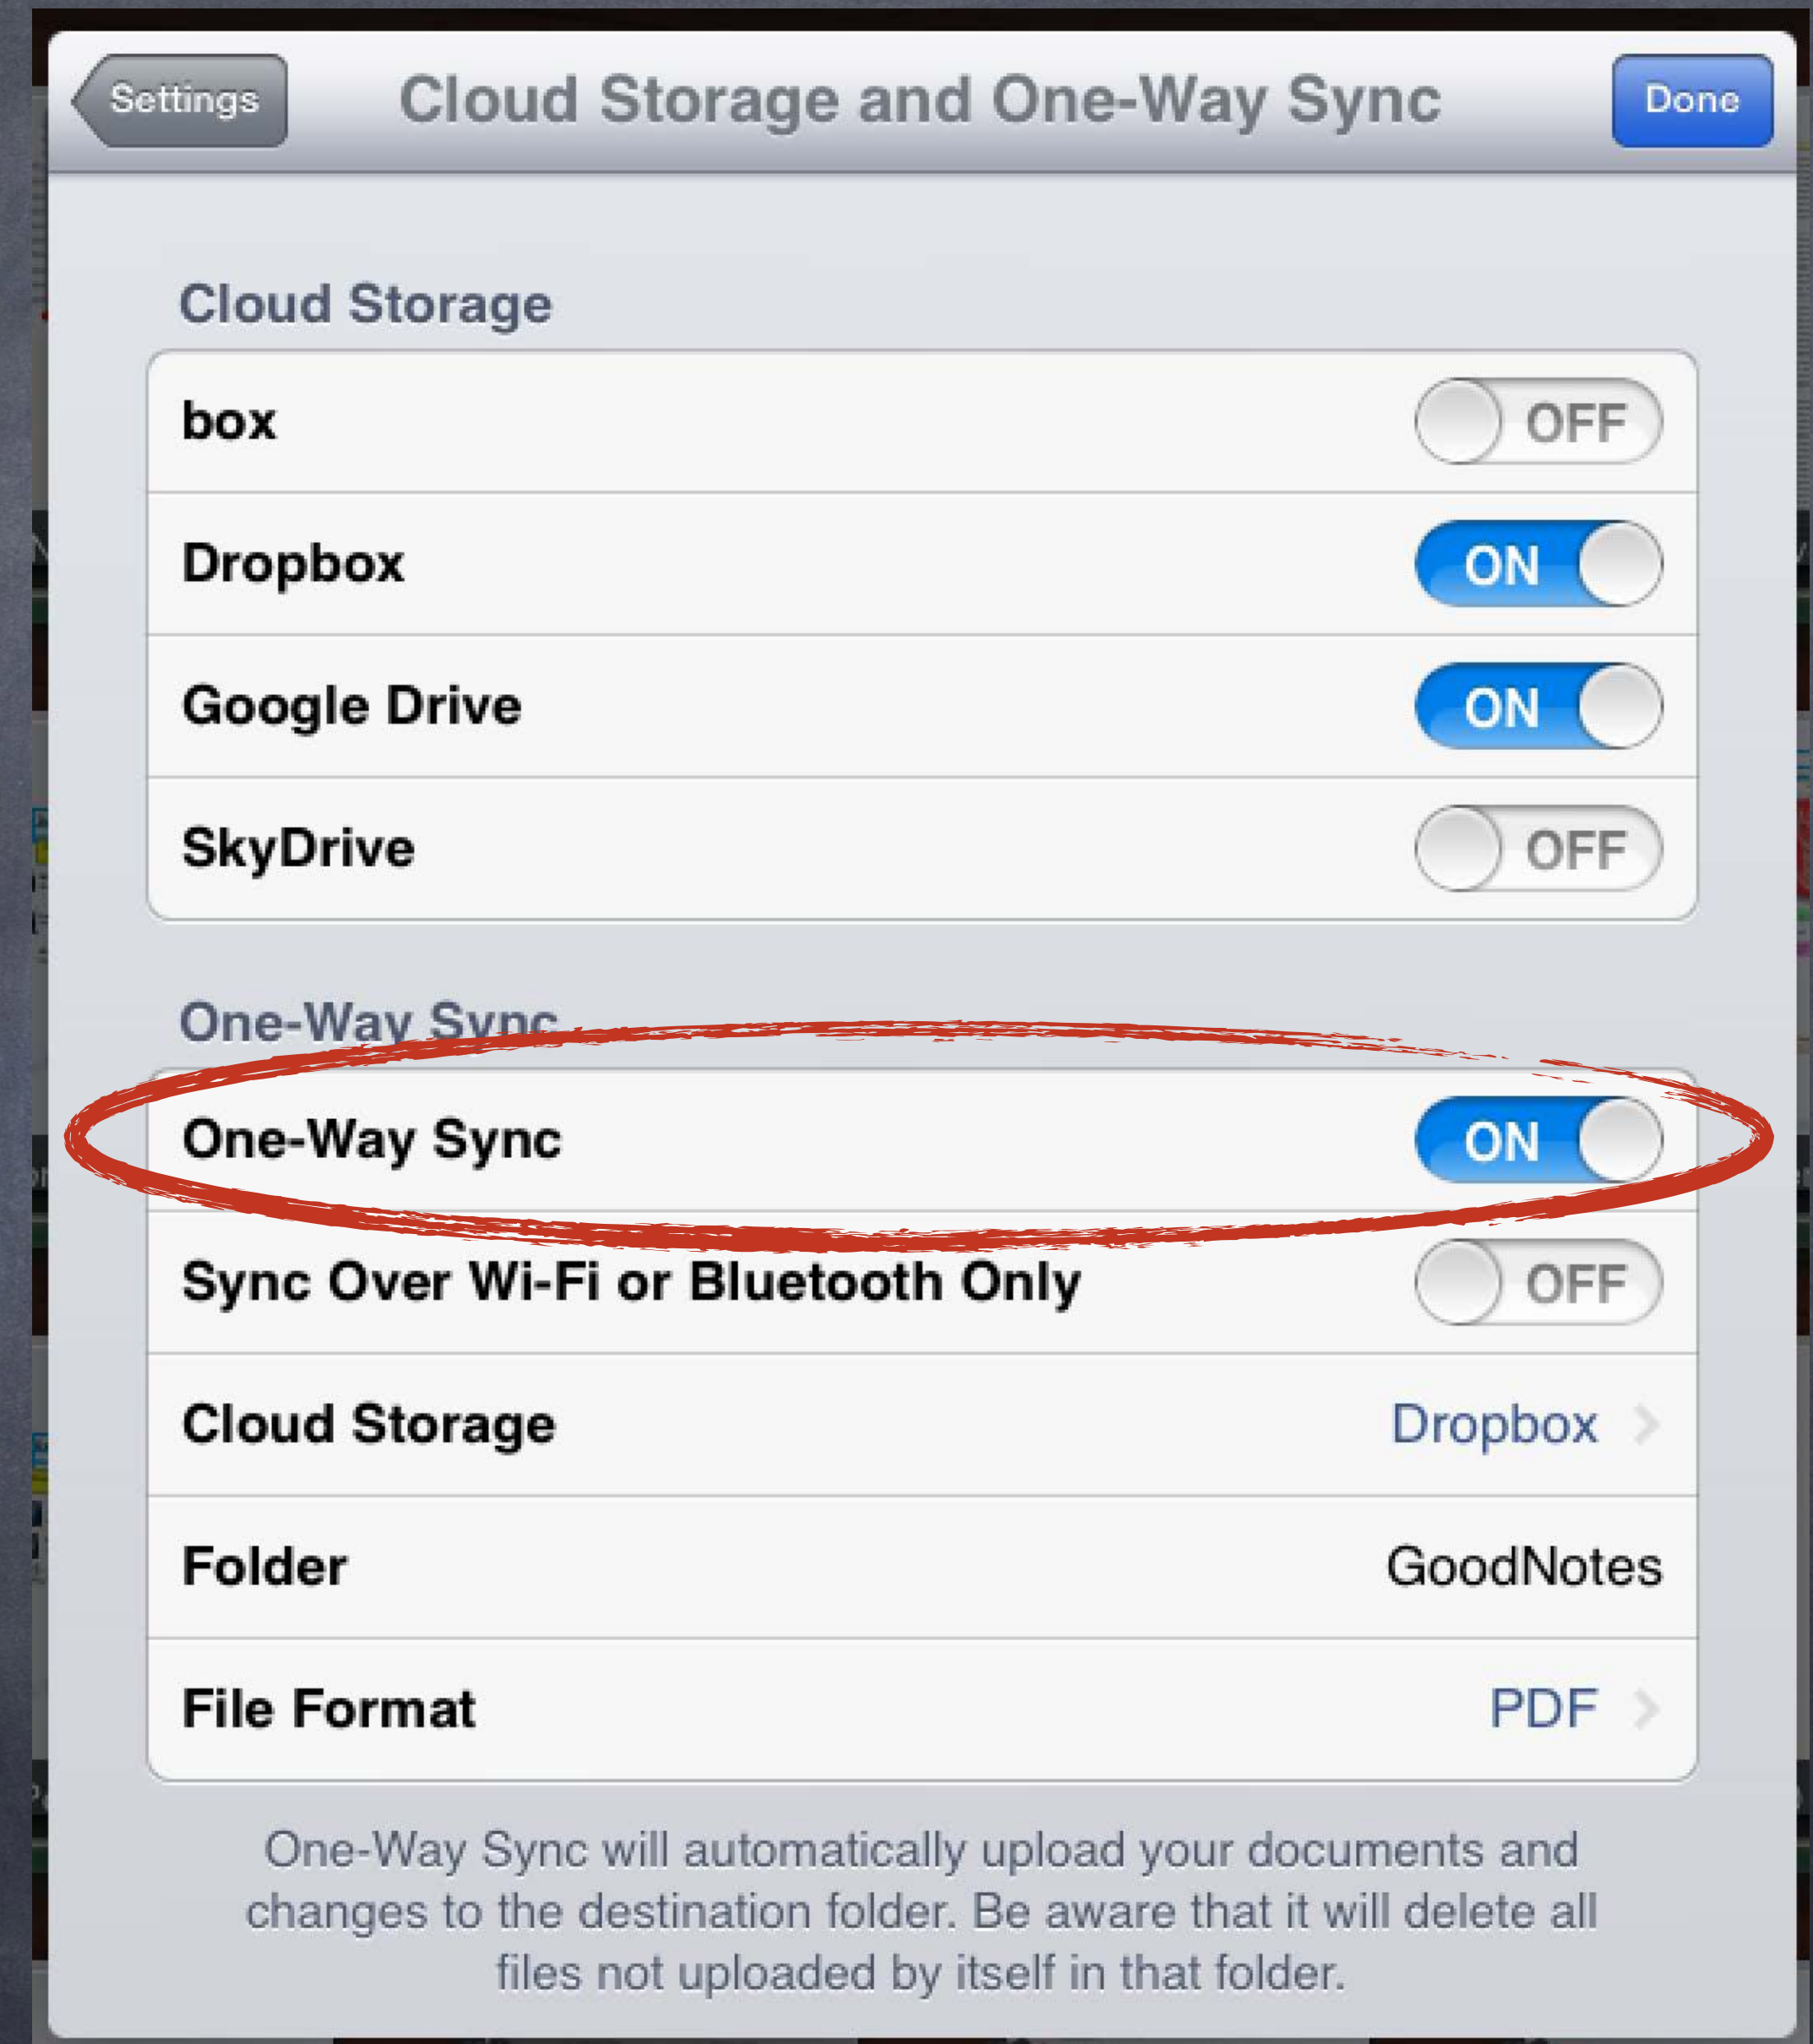 Settings Cloud Storage and One-Way Sync Done
Cloud Storage
box OFF
Dropbox ON
Google Drive ON
SkyDrive OFF
One-Way Sync
One-Way Sync ON
Sync Over Wi-Fi or Bluetooth Only OFF
Cloud Storage Dropbox
Folder GoodNotes
File Format PDF
One-Way Sync will automatically upload your documents and
changes to the destination folder. Be aware that it will delete all
files not uploaded by itself in that folder.